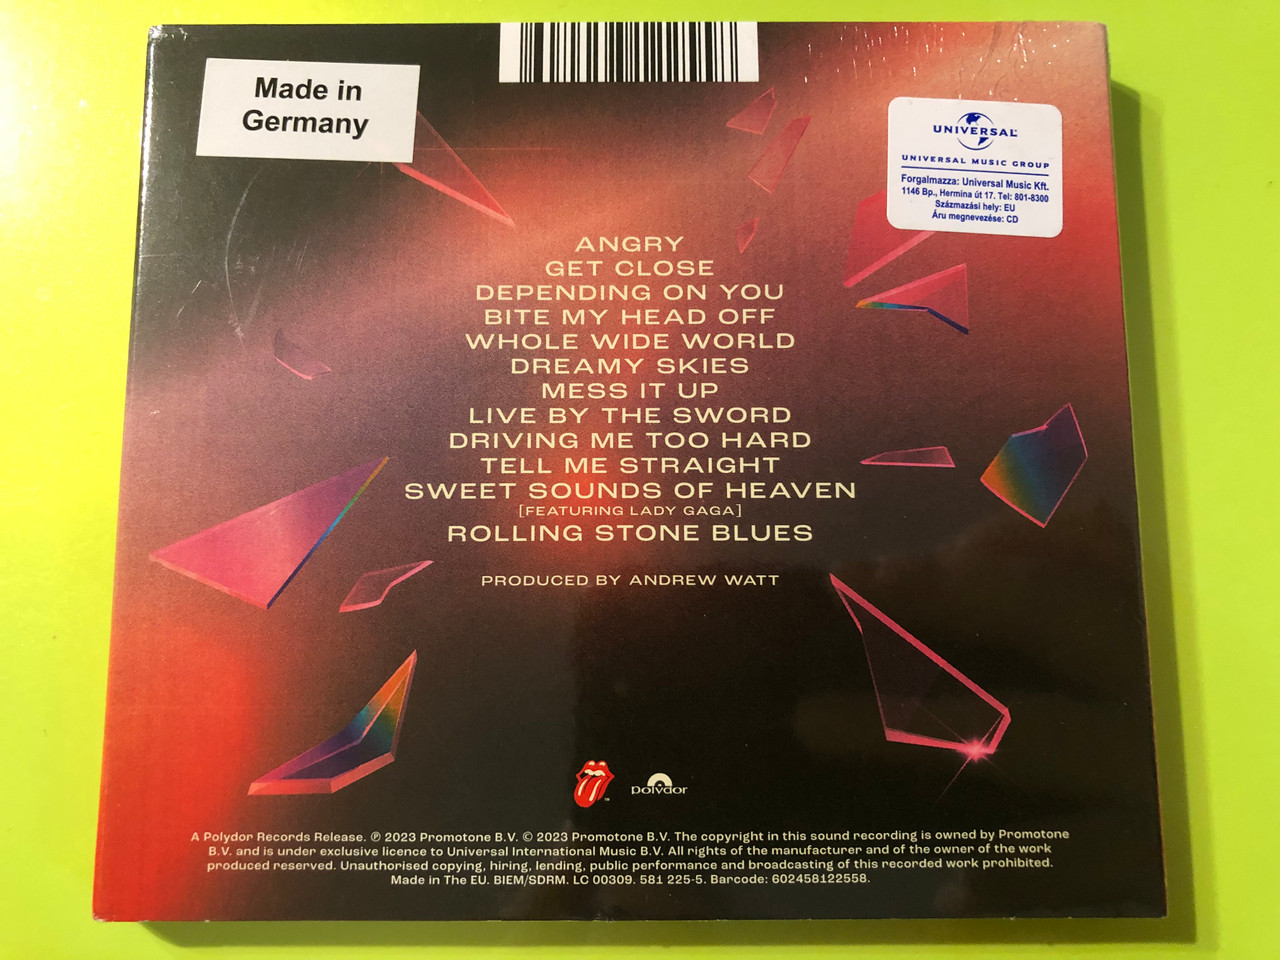 Made in
Germany
UNIVERSAL
UNIVERSAL MUSIC GROUP
Forgalmazza: Universal Music Kft.
1146 Bp., Hermina út 17. Tel: 801-8300
Származási hely: EU
Áru megnevezése: CD
ANGRY
GET CLOSE
DEPENDING ON YOU
BITE MY HEAD OFF
WHOLE WIDE WORLD
DREAMY SKIES
MESS IT UP
LIVE BY THE SWORD
DRIVING ME TOO HARD
TELL ME STRAIGHT
SWEET SOUNDS OF HEAVEN
[FEATURING LADY GAGA]
ROLLING STONE BLUES
PRODUCED BY ANDREW WATT
polydor
A Polydor Records Release. ℗ 2023 Promotone B.V. © 2023 Promotone B.V. The copyright in this sound recording is owned by Promotone
B.V. and is under exclusive licence to Universal International Music B.V. All rights of the manufacturer and of the owner of the work
produced reserved. Unauthorised copying, hiring, lending, public performance and broadcasting of this recorded work prohibited.
Made in The EU. BIEM/SDRM. LC 00309. 581 225-5. Barcode: 602458122558.